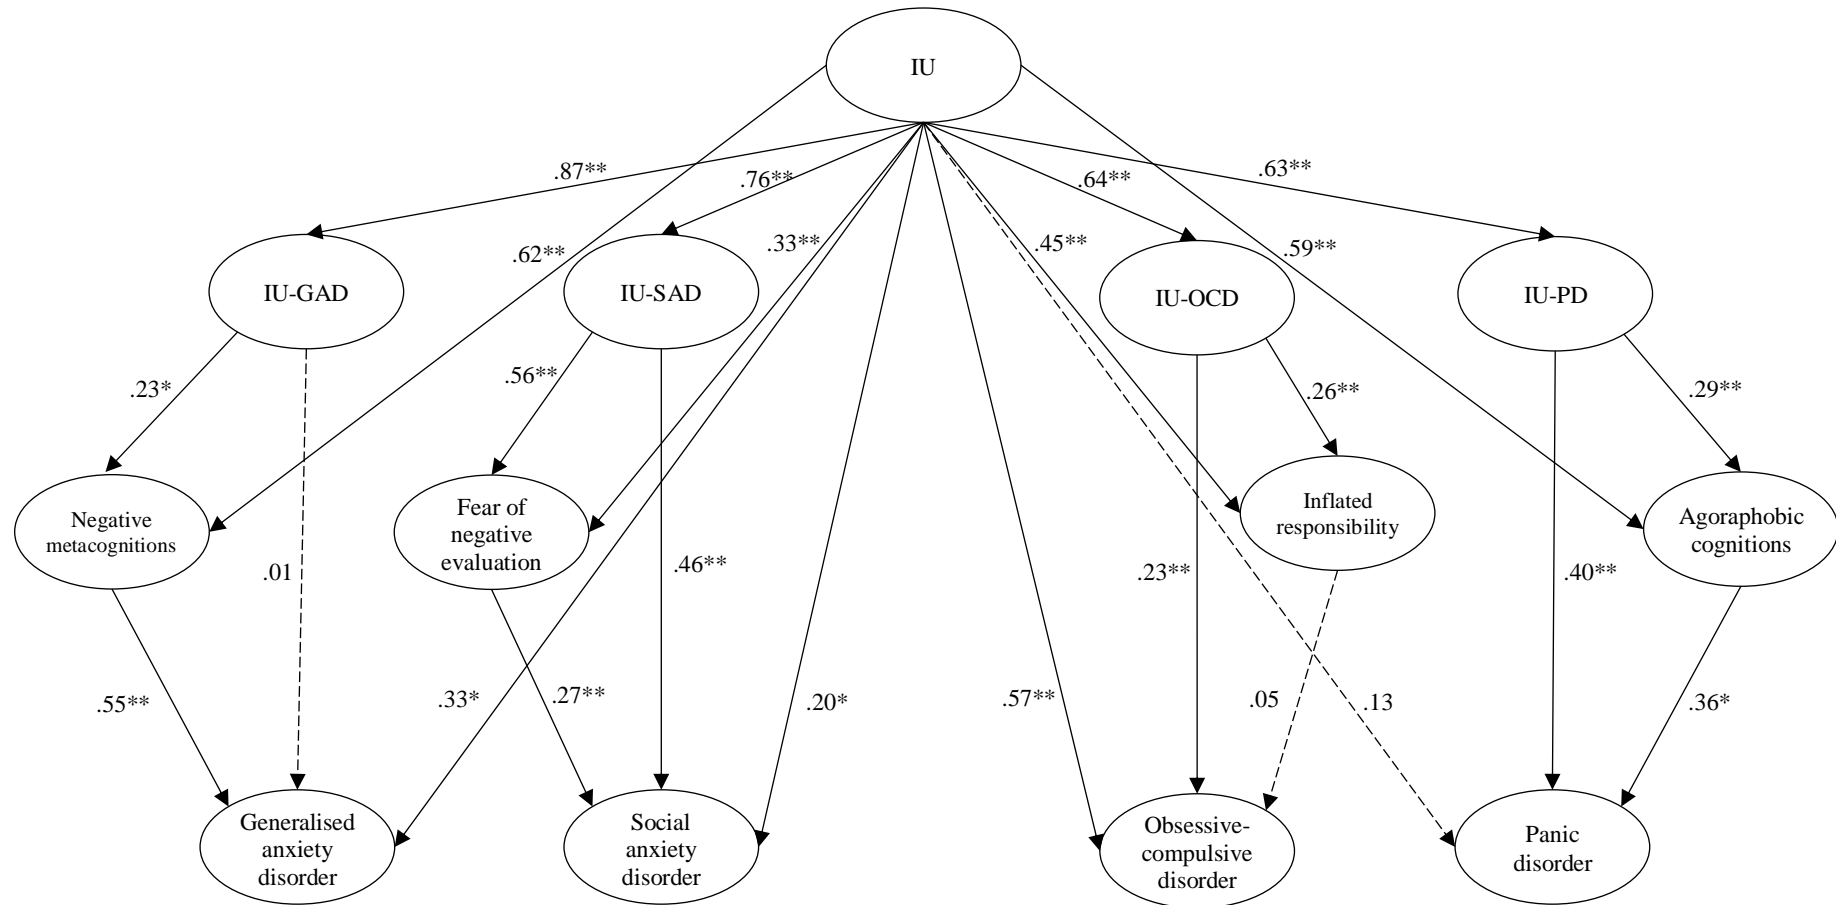 IU
.87**
.76**
.64**
.63**
.62**
.33**
.45**
.59**
IU-GAD
IU-SAD
IU-OCD
IU-PD
.23*
.56**
.26**
.29**
Negative
metacognitions
Fear of
negative
evaluation
Inflated
responsibility
Agoraphobic
cognitions
.01
.46**
.23**
.40**
.55**
.33*
.27**
.20*
.57**
.05
.13
.36*
Generalised
anxiety
disorder
Social
anxiety
disorder
Obsessive-
compulsive
disorder
Panic
disorder